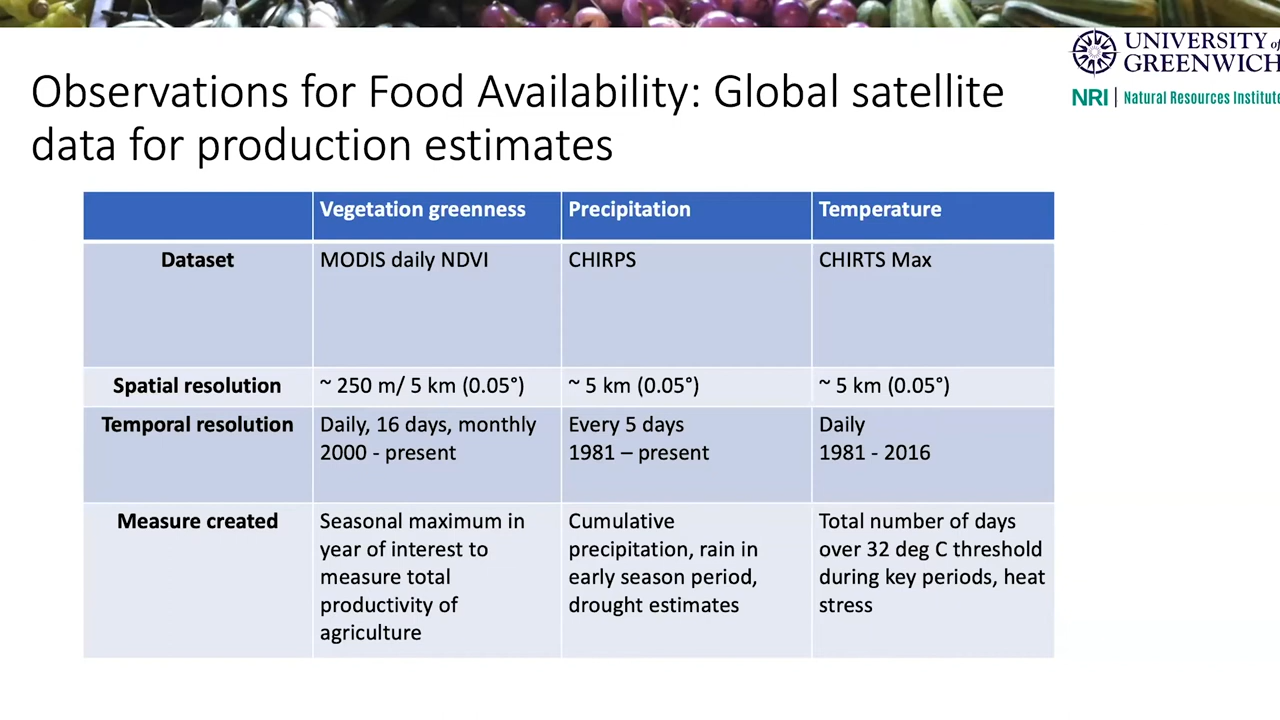 UNIVERSITY of
GREENWICH
NRI | Natural Resources Institute
Observations for Food Availability: Global satellite
data for production estimates
Vegetation greenness
Precipitation
Temperature
Dataset
MODIS daily NDVI
CHIRPS
CHIRTS Max
Spatial resolution
~ 250 m/ 5 km (0.05°)
~ 5 km (0.05°)
~ 5 km (0.05°)
Temporal resolution
Daily, 16 days, monthly
2000 - present
Every 5 days
1981 – present
Daily
1981 - 2016
Measure created
Seasonal maximum in
year of interest to
measure total
productivity of
agriculture
Cumulative
precipitation, rain in
early season period,
drought estimates
Total number of days
over 32 deg C threshold
during key periods, heat
stress